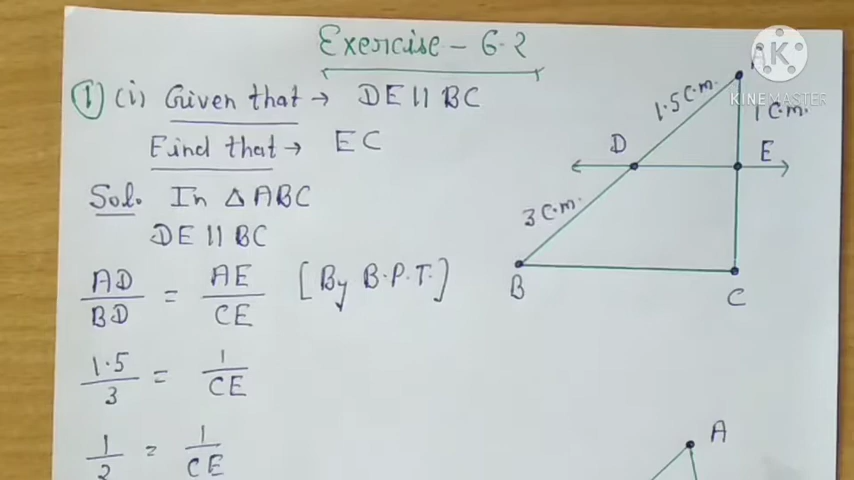 Exercise - 6.2
(1) (i) Given that → DE || BC
Find that → EC
Sol. In △ABC
DE || BC
AD/BD = AE/CE [By B.P.T.]
1.5/3 = 1/CE
1/2 = 1/CE
1.5 c.m.
1 c.m.
D
E
3 c.m.
B
C
A
AK
KINEMASTER